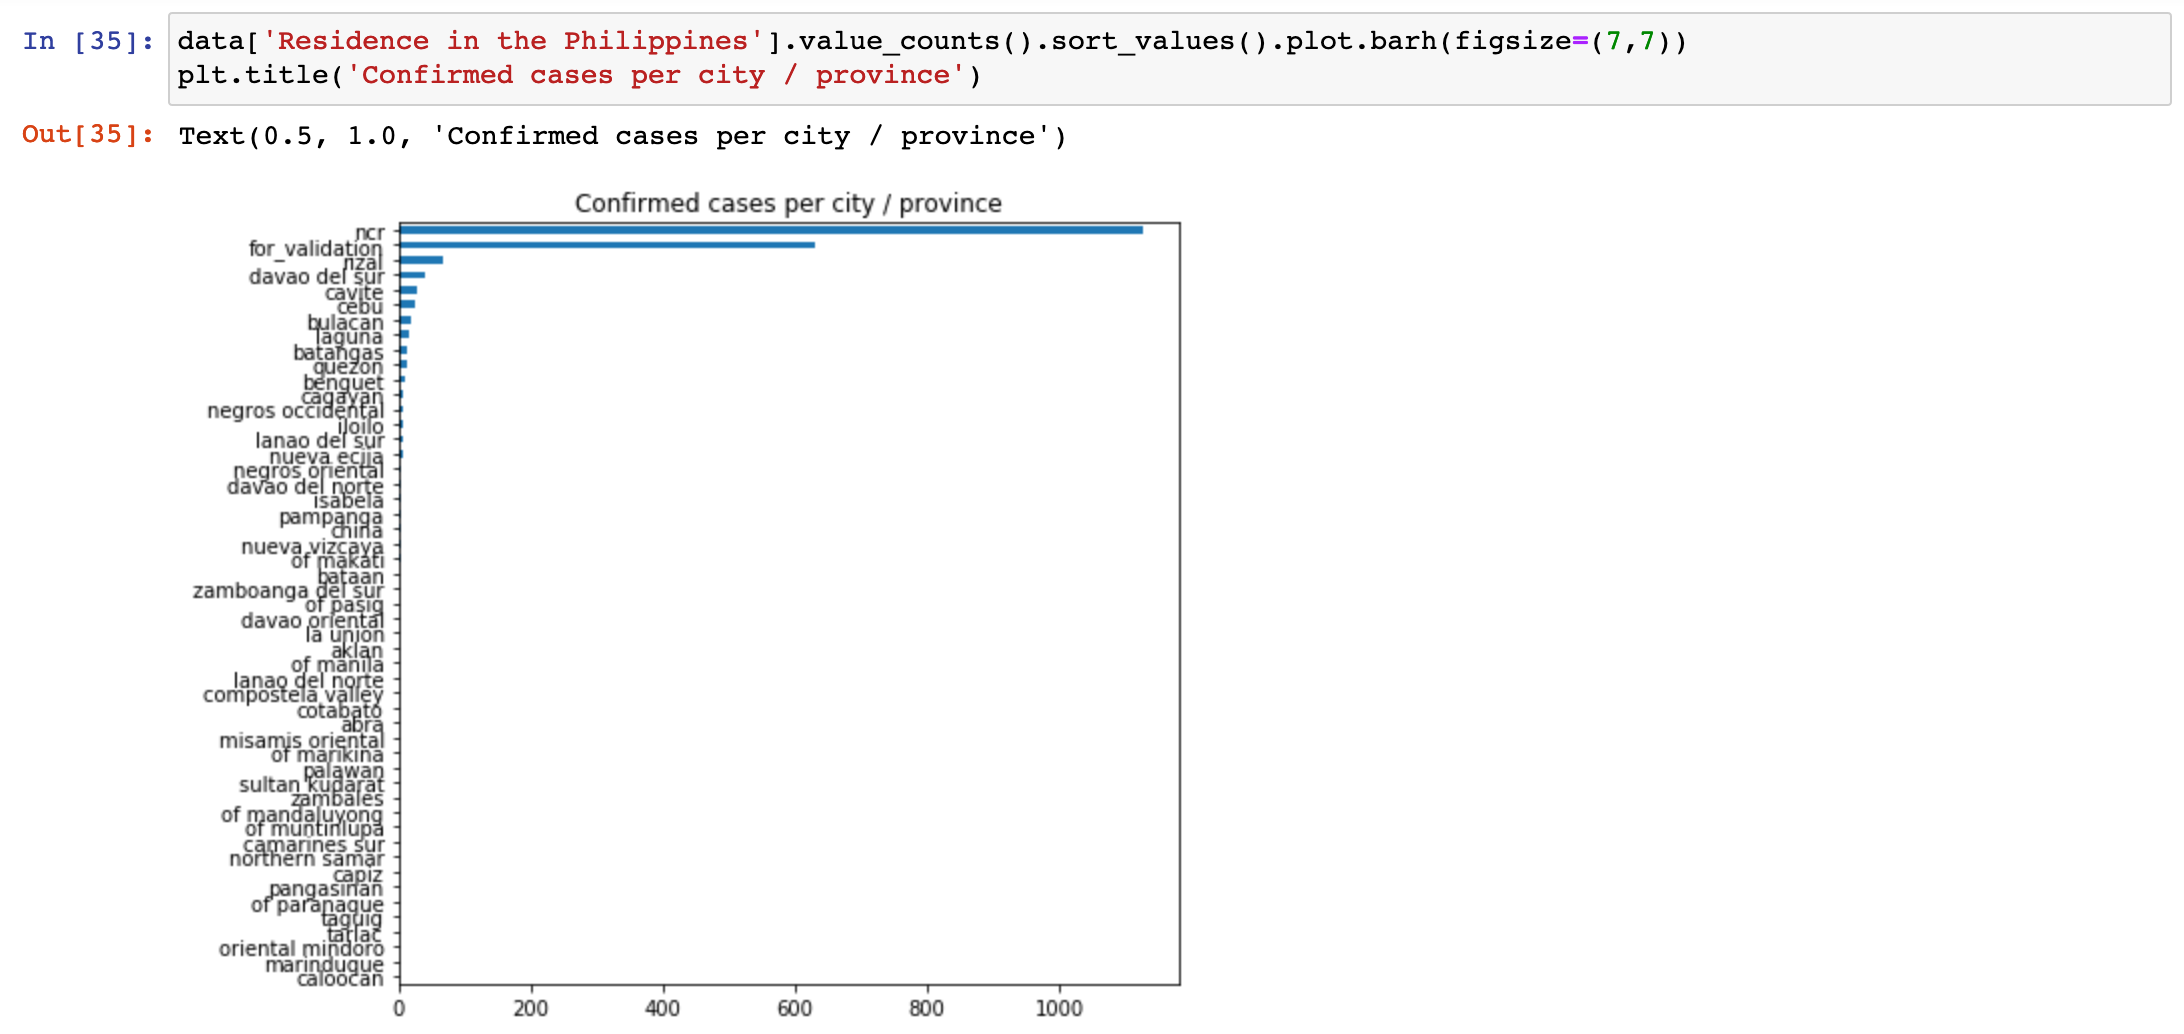 In [35]: data['Residence in the Philippines'].value_counts().sort_values().plot.barh(figsize=(7,7))
plt.title('Confirmed cases per city / province')
Out[35]: Text(0.5, 1.0, 'Confirmed cases per city / province')
Confirmed cases per city / province
ncr
for_validation
rizal
davao del sur
cavite
cebu
bulacan
laguna
batangas
quezon
benguet
cagayan
negros occidental
iloilo
lanao del sur
nueva ecija
negros oriental
davao del norte
isabela
pampanga
china
nueva vizcaya
of makati
bataan
zamboanga del sur
of pasig
davao oriental
la union
aklan
of manila
lanao del norte
compostela valley
cotabato
abra
misamis oriental
of marikina
palawan
sultan kudarat
zambales
of mandaluyong
of muntinlupa
camarines sur
northern samar
capiz
pangasinan
of paranaque
taguig
tarlac
oriental mindoro
marinduque
caloocan
0 200 400 600 800 1000